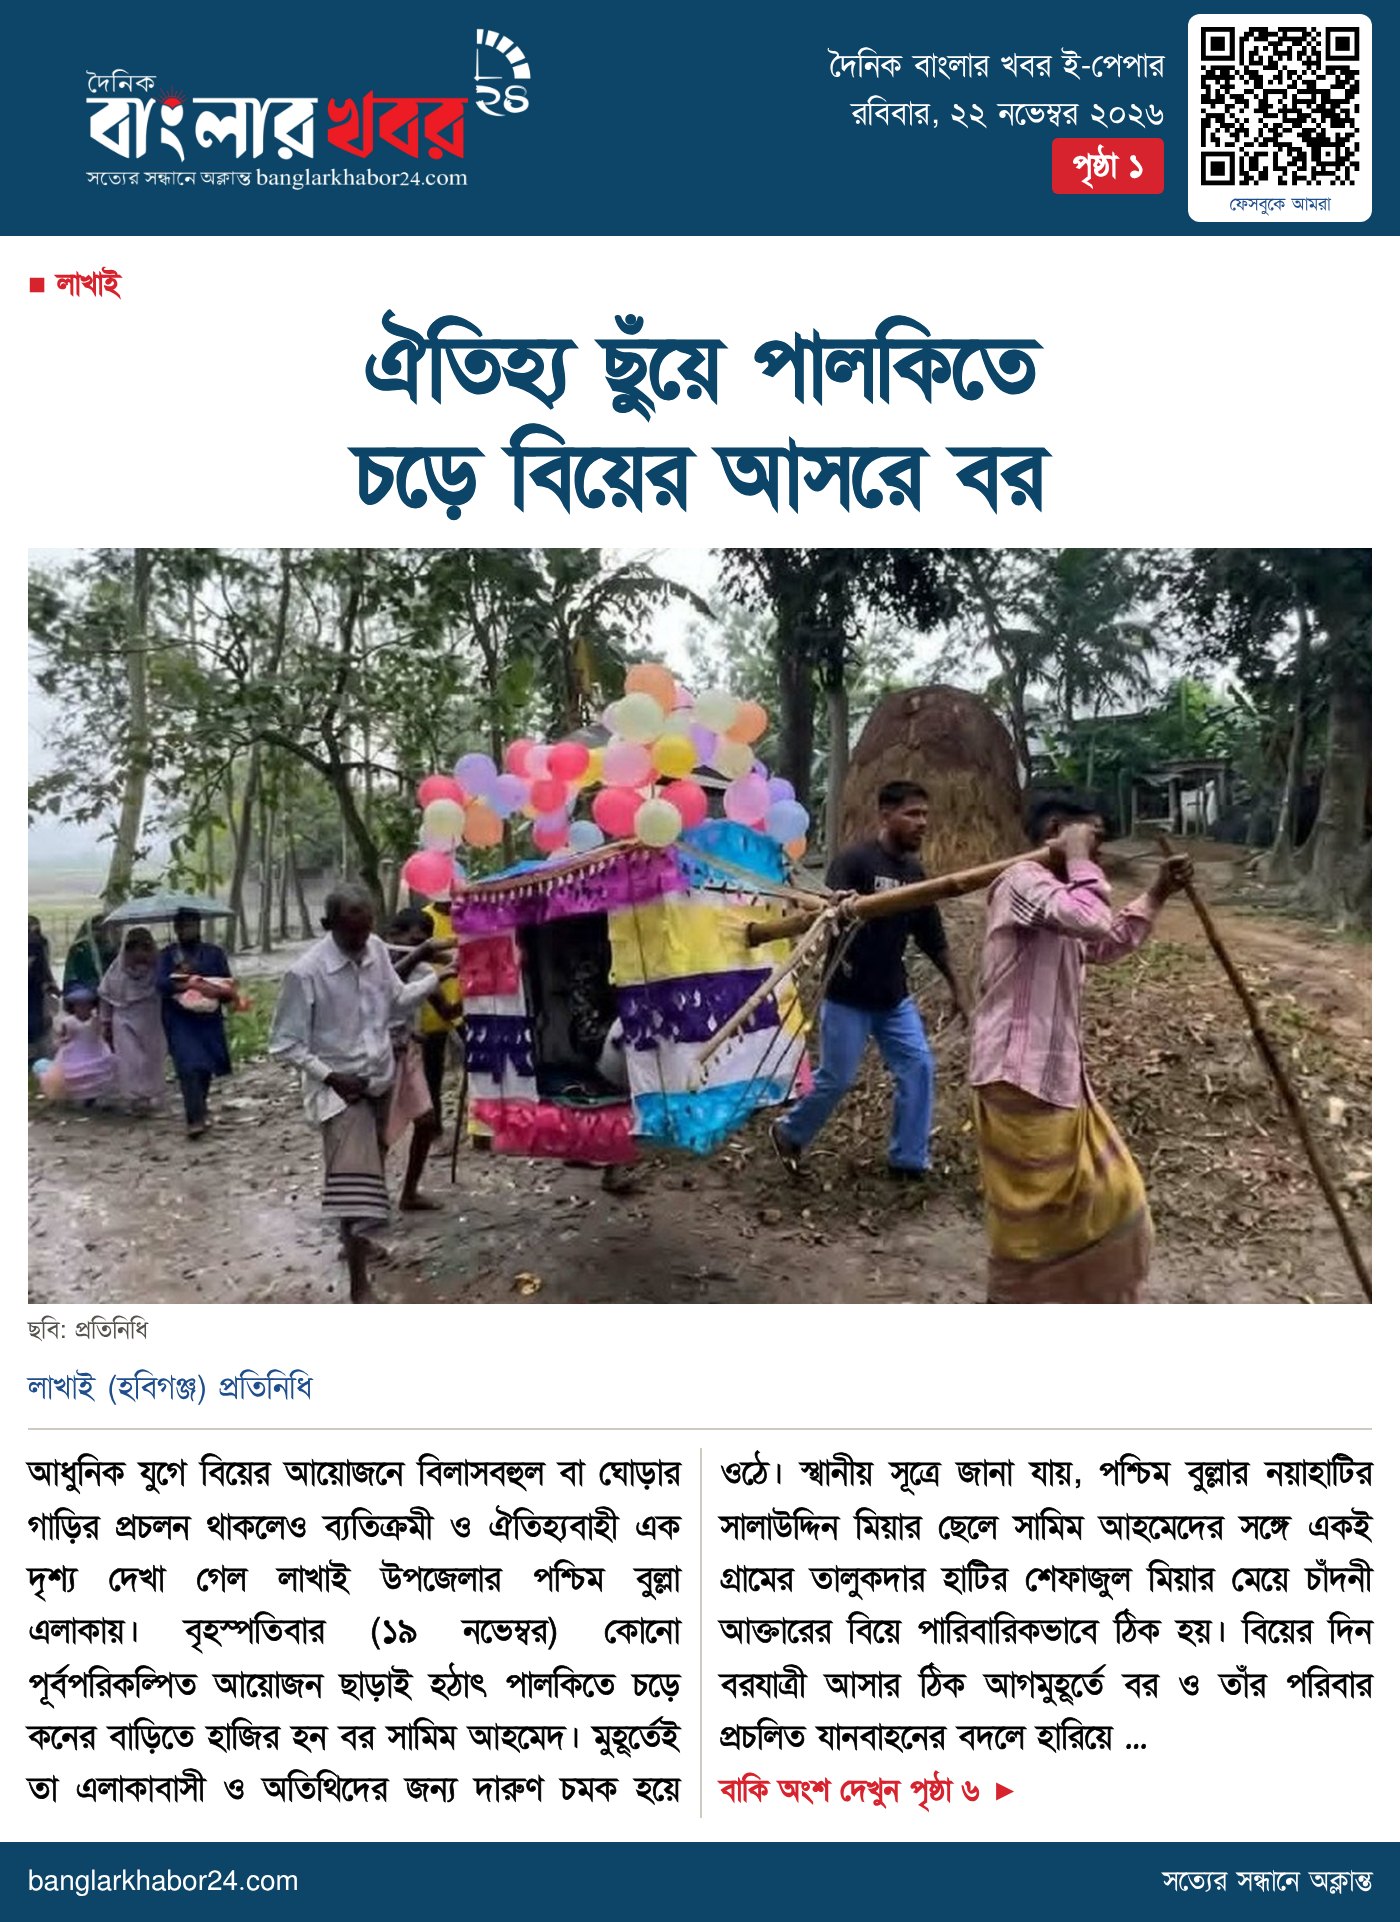 দৈনিক
বাংলার খবর ২৪
সত্যের সন্ধানে অক্লান্ত banglarkhabor24.com
দৈনিক বাংলার খবর ই-পেপার
রবিবার, ২২ নভেম্বর ২০২৬
পৃষ্ঠা ১
ফেসবুকে আমরা
■ লাখাই
ঐতিহ্য ছুঁয়ে পালকিতে
চড়ে বিয়ের আসরে বর
ছবি: প্রতিনিধি
লাখাই (হবিগঞ্জ) প্রতিনিধি
আধুনিক যুগে বিয়ের আয়োজনে বিলাসবহুল বা ঘোড়ার
গাড়ির প্রচলন থাকলেও ব্যতিক্রমী ও ঐতিহ্যবাহী এক
দৃশ্য দেখা গেল লাখাই উপজেলার পশ্চিম বুল্লা
এলাকায়। বৃহস্পতিবার (১৯ নভেম্বর) কোনো
পূর্বপরিকল্পিত আয়োজন ছাড়াই হঠাৎ পালকিতে চড়ে
কনের বাড়িতে হাজির হন বর সামিম আহমেদ। মুহূর্তেই
তা এলাকাবাসী ও অতিথিদের জন্য দারুণ চমক হয়ে
ওঠে। স্থানীয় সূত্রে জানা যায়, পশ্চিম বুল্লার নয়াহাটির
সালাউদ্দিন মিয়ার ছেলে সামিম আহমেদের সঙ্গে একই
গ্রামের তালুকদার হাটির শেফাজুল মিয়ার মেয়ে চাঁদনী
আক্তারের বিয়ে পারিবারিকভাবে ঠিক হয়। বিয়ের দিন
বরযাত্রী আসার ঠিক আগমুহূর্তে বর ও তাঁর পরিবার
প্রচলিত যানবাহনের বদলে হারিয়ে ...
বাকি অংশ দেখুন পৃষ্ঠা ৬ ►
banglarkhabor24.com
সত্যের সন্ধানে অক্লান্ত